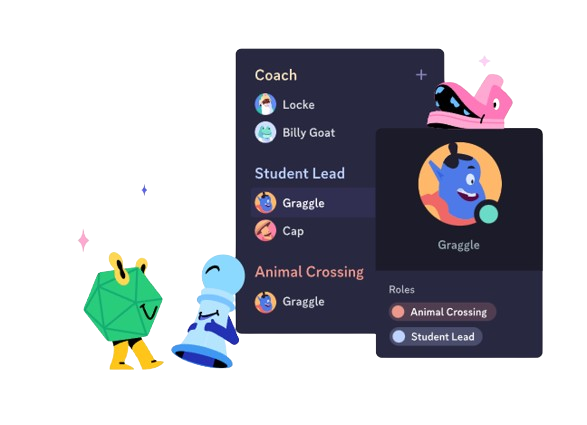 Coach
Locke
Billy Goat
Student Lead
Graggle
Cap
Animal Crossing
Graggle
Graggle
Roles
Animal Crossing
Student Lead